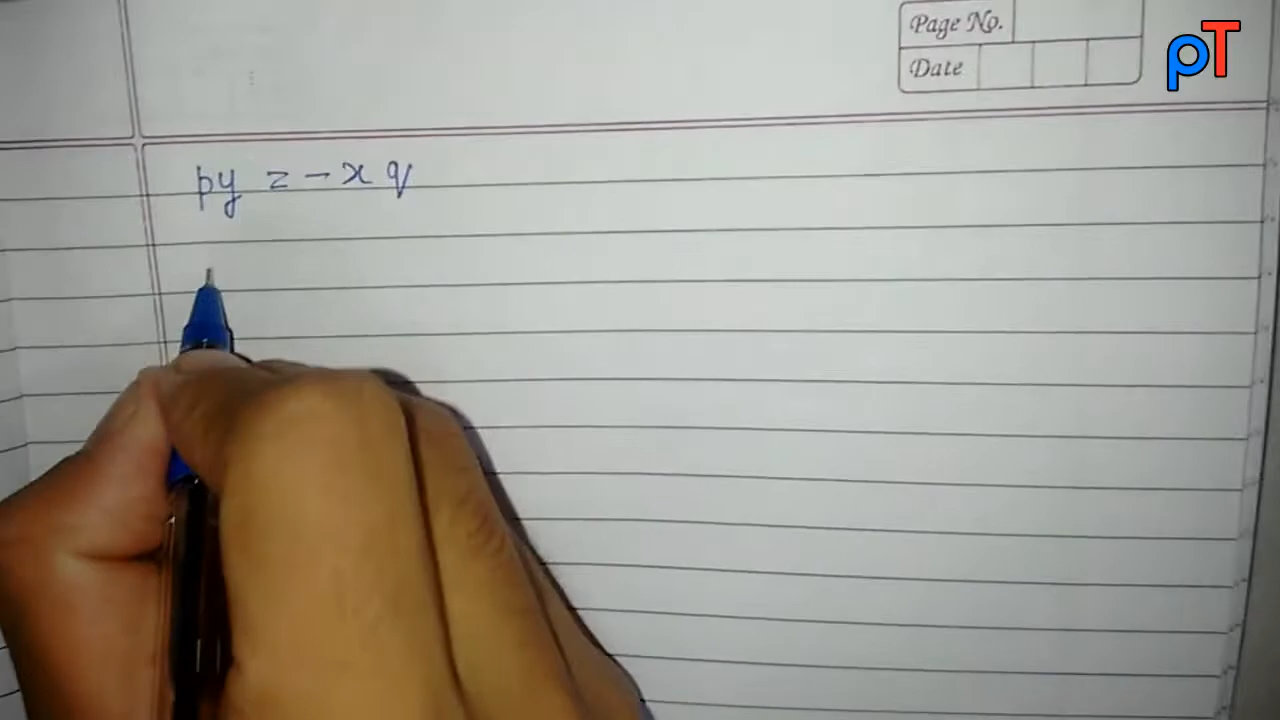 Page No.
Date
pT
py = -x q